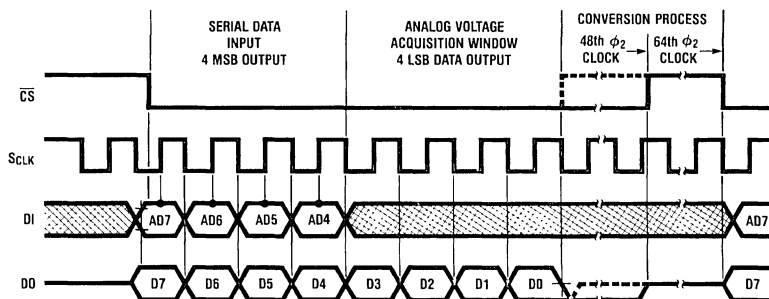 SERIAL DATA
INPUT
4 MSB OUTPUT
ANALOG VOLTAGE
ACQUISITION WINDOW
4 LSB DATA OUTPUT
CONVERSION PROCESS
48th ϕ2
CLOCK
64th ϕ2
CLOCK
CS
SCLK
DI
AD7
AD6
AD5
AD4
AD7
DO
D7
D6
D5
D4
D3
D2
D1
D0
D7